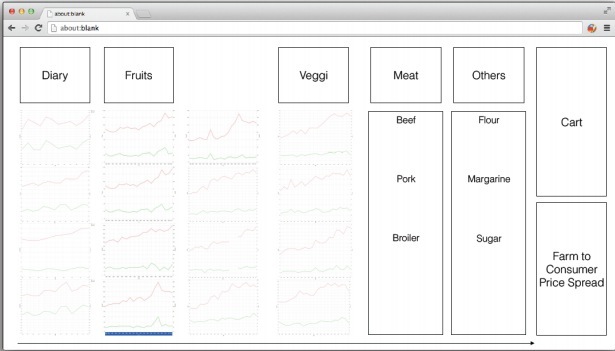 about:blank
about:blank
Diary
Fruits
Veggi
Meat
Others
Cart
Beef
Pork
Broiler
Flour
Margarine
Sugar
Farm to
Consumer
Price Spread